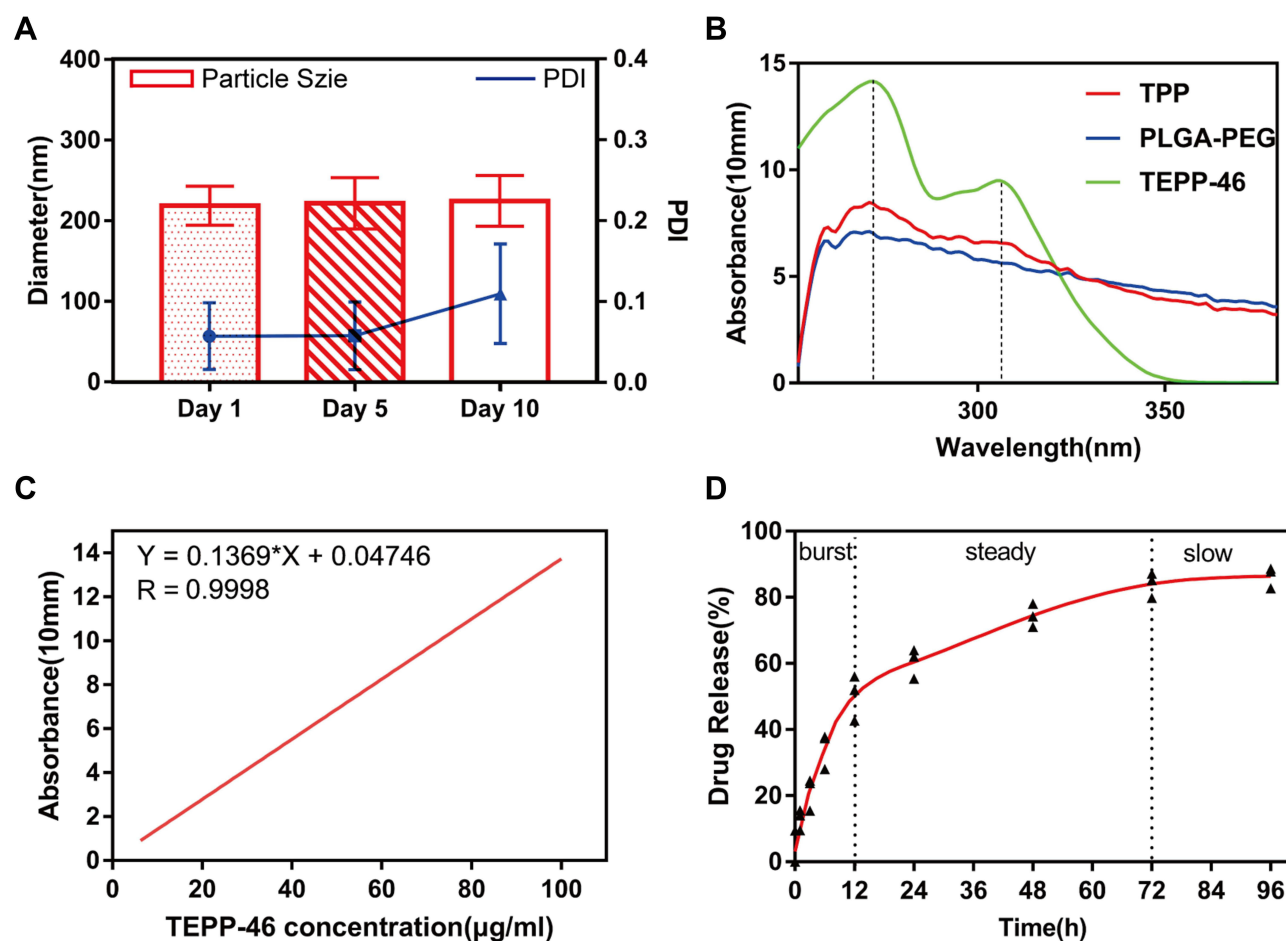 A
Particle Szie
PDI
Diameter(nm)
400
300
200
100
0
0.4
0.3
0.2
0.1
0.0
PDI
Day 1
Day 5
Day 10
B
TPP
PLGA-PEG
TEPP-46
Absorbance(10mm)
15
10
5
0
300
350
Wavelength(nm)
C
Y = 0.1369*X + 0.04746
R = 0.9998
Absorbance(10mm)
14
12
10
8
6
4
2
0
0
20
40
60
80
100
TEPP-46 concentration(μg/ml)
D
burst
steady
slow
Drug Release(%)
100
80
60
40
20
0
0
12
24
36
48
60
72
84
96
Time(h)